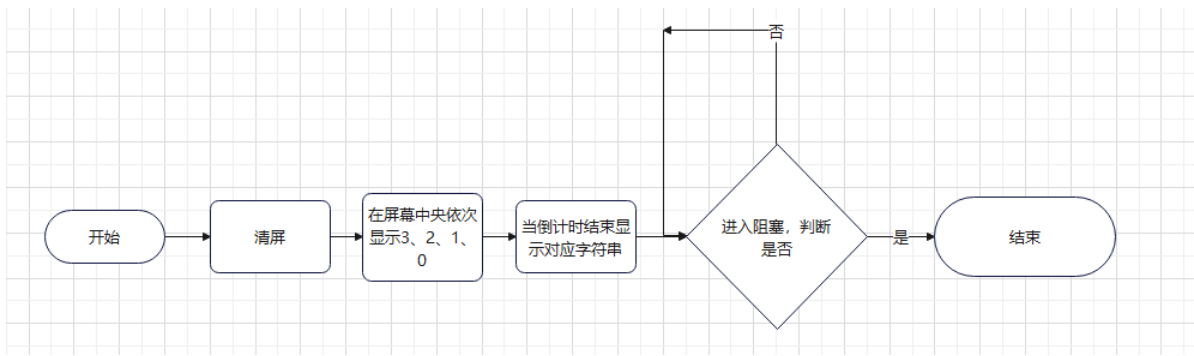 否
开始
清屏
在屏幕中央依次
显示3、2、1、
0
当倒计时结束显
示对应字符串
进入阻塞，判断
是否
是
结束